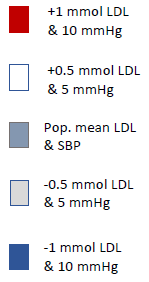 +1 mmol LDL
& 10 mmHg
+0.5 mmol LDL
& 5 mmHg
Pop. mean LDL
& SBP
-0.5 mmol LDL
& 5 mmHg
-1 mmol LDL
& 10 mmHg